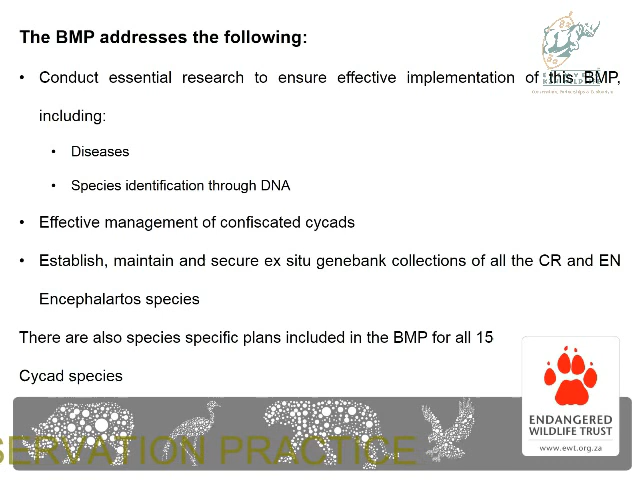 The BMP addresses the following:
• Conduct essential research to ensure effective implementation of this BMP,
including:
• Diseases
• Species identification through DNA
• Effective management of confiscated cycads
• Establish, maintain and secure ex situ genebank collections of all the CR and EN
Encephalartos species
There are also species specific plans included in the BMP for all 15
Cycad species
SERVATION PRACTICE
ENDANGERED
WILDLIFE TRUST
www.ewt.org.za